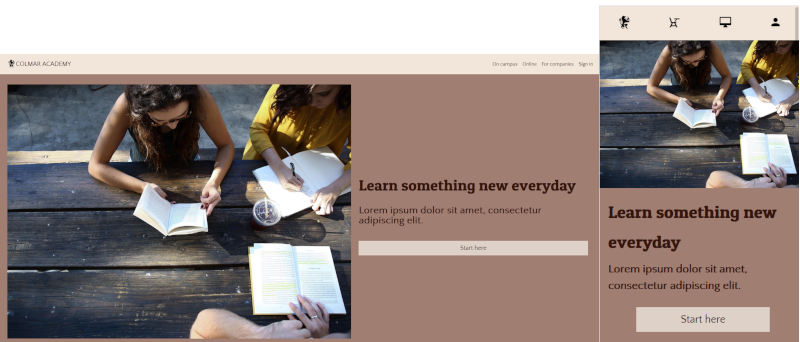 COLMAR ACADEMY
On campus Online For companies Sign in
Learn something new everyday
Lorem ipsum dolor sit amet, consectetur
adipiscing elit.
Start here
Learn something new
everyday
Lorem ipsum dolor sit amet,
consectetur adipiscing elit.
Start here